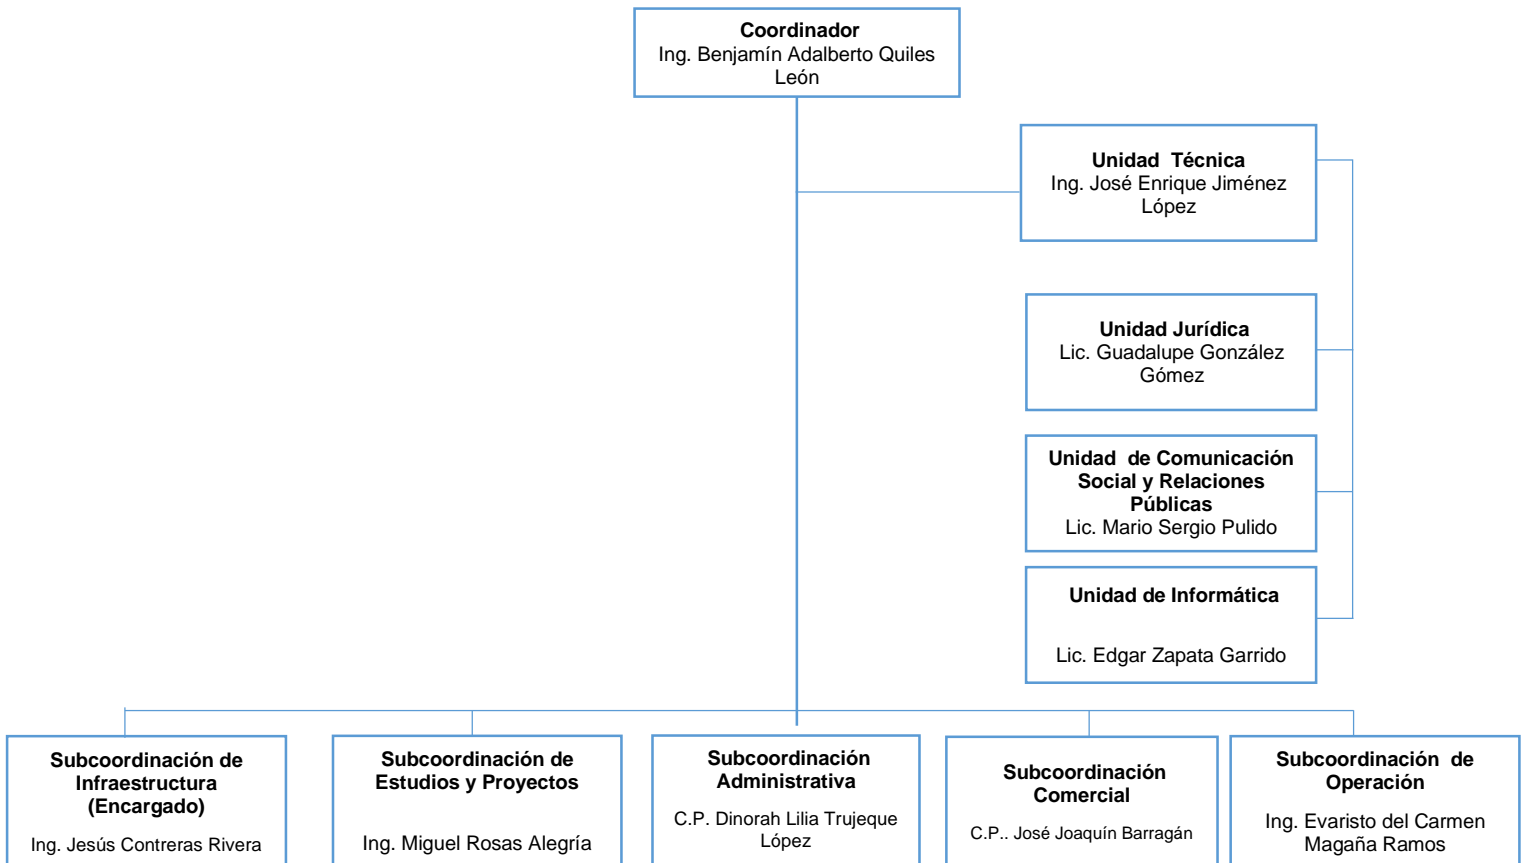 Coordinador
Ing. Benjamín Adalberto Quiles
León
Unidad Técnica
Ing. José Enrique Jiménez
López
Unidad Jurídica
Lic. Guadalupe González
Gómez
Unidad de Comunicación
Social y Relaciones
Públicas
Lic. Mario Sergio Pulido
Unidad de Informática
Lic. Edgar Zapata Garrido
Subcoordinación de
Infraestructura
(Encargado)
Ing. Jesús Contreras Rivera
Subcoordinación de
Estudios y Proyectos
Ing. Miguel Rosas Alegría
Subcoordinación
Administrativa
C.P. Dinorah Lilia Trujeque
López
Subcoordinación
Comercial
C.P.. José Joaquín Barragán
Subcoordinación de
Operación
Ing. Evaristo del Carmen
Magaña Ramos